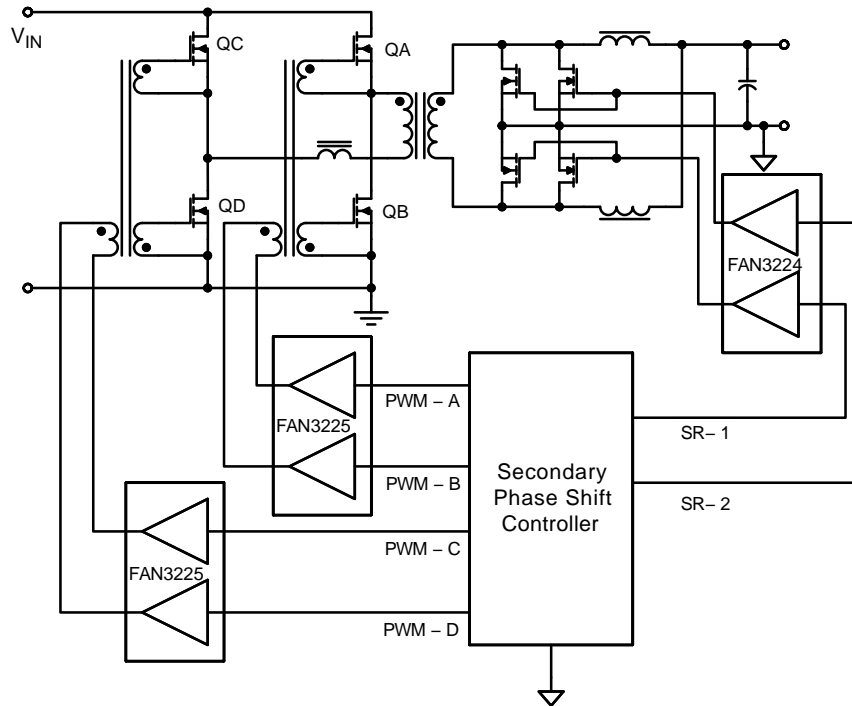 V_IN
QC
QA
QD
QB
FAN3224
PWM – A
FAN3225
PWM – B
SR– 1
SR– 2
Secondary
Phase Shift
Controller
PWM – C
FAN3225
PWM – D